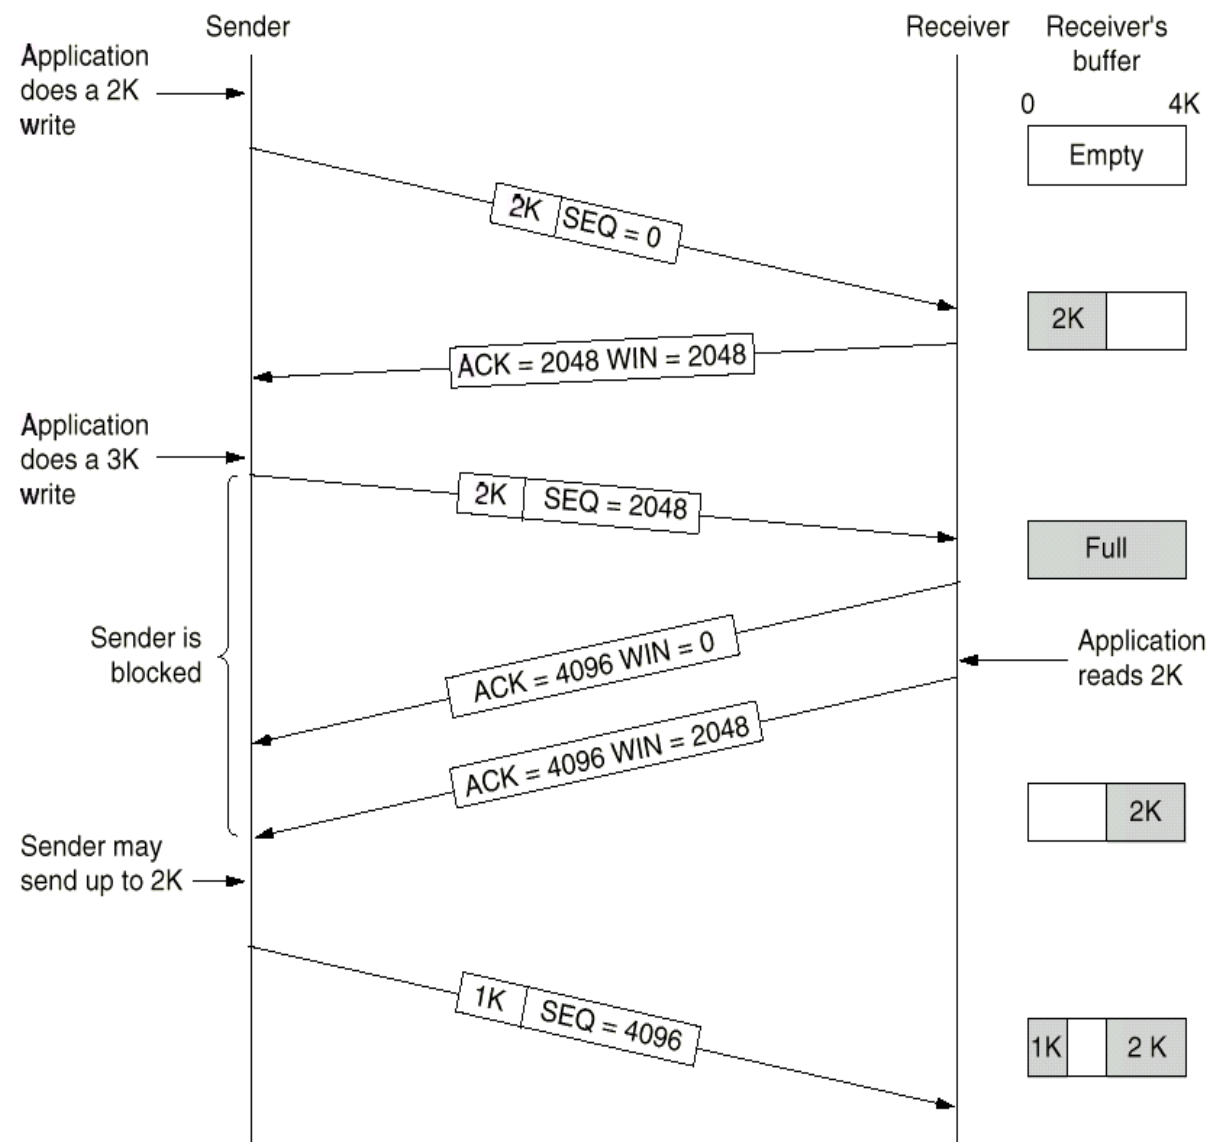 Sender
Receiver
Receiver's
buffer
Application
does a 2K
write
0
4K
Empty
2K
SEQ = 0
2K
ACK = 2048 WIN = 2048
Application
does a 3K
write
2K
SEQ = 2048
Full
Sender is
blocked
ACK = 4096 WIN = 0
Application
reads 2K
ACK = 4096 WIN = 2048
2K
Sender may
send up to 2K
1K
SEQ = 4096
1K
2 K